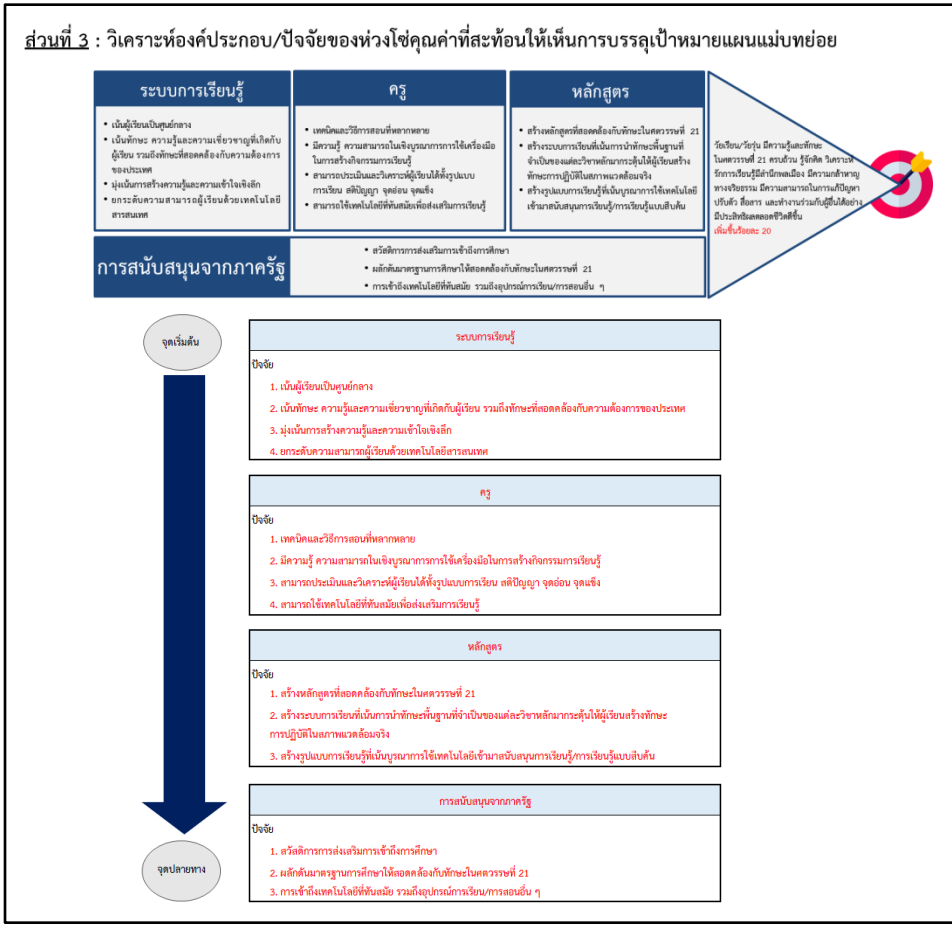 ส่วนที่ 3 : วิเคราะห์องค์ประกอบ/ปัจจัยของห่วงโซ่คุณค่าที่สะท้อนให้เห็นการบรรลุเป้าหมายแผนแม่บทย่อย
ระบบการเรียนรู้
• เน้นผู้เรียนเป็นศูนย์กลาง
• เน้นทักษะ ความรู้และความเชี่ยวชาญที่เกิดกับ
ผู้เรียน รวมถึงทักษะที่สอดคล้องกับความต้องการ
ของประเทศ
• มุ่งเน้นการสร้างความรู้และความเข้าใจเชิงลึก
• ยกระดับความสามารถผู้เรียนด้วยเทคโนโลยี
สารสนเทศ
ครู
• เทคนิคและวิธีการสอนที่หลากหลาย
• มีความรู้ ความสามารถในเชิงบูรณาการการใช้เครื่องมือ
ในการสร้างกิจกรรมการเรียนรู้
• สามารถประเมินและวิเคราะห์ผู้เรียนได้ทั้งรูปแบบ
การเรียน สติปัญญา จุดอ่อน จุดแข็ง
• สามารถใช้เทคโนโลยีที่ทันสมัยเพื่อส่งเสริมการเรียนรู้
หลักสูตร
• สร้างหลักสูตรที่สอดคล้องกับทักษะในศตวรรษที่ 21
• สร้างระบบการเรียนที่เน้นการนำทักษะพื้นฐานที่
จำเป็นของแต่ละวิชาหลักมากระตุ้นให้ผู้เรียนสร้าง
ทักษะการปฏิบัติในสภาพแวดล้อมจริง
• สร้างรูปแบบการเรียนรู้ที่เน้นบูรณาการใช้เทคโนโลยี
เข้ามาสนับสนุนการเรียนรู้/การเรียนรู้แบบสืบค้น
วัยเรียน/วัยรุ่น มีความรู้และทักษะ
ในศตวรรษที่ 21 ครบถ้วน รู้จักคิด วิเคราะห์
รักการเรียนรู้มีสำนึกพลเมือง มีความกล้าหาญ
ทางจริยธรรม มีความสามารถในการแก้ปัญหา
ปรับตัว สื่อสาร และทำงานร่วมกับผู้อื่นได้อย่าง
มีประสิทธิผลตลอดชีวิตดีขึ้น
เพิ่มขึ้นร้อยละ 20
การสนับสนุนจากภาครัฐ
• สวัสดิการการส่งเสริมการเข้าถึงการศึกษา
• ผลักดันมาตรฐานการศึกษาให้สอดคล้องกับทักษะในศตวรรษที่ 21
• การเข้าถึงเทคโนโลยีที่ทันสมัย รวมถึงอุปกรณ์การเรียน/การสอนอื่น ๆ
จุดเริ่มต้น
ระบบการเรียนรู้
ปัจจัย
1. เน้นผู้เรียนเป็นศูนย์กลาง
2. เน้นทักษะ ความรู้และความเชี่ยวชาญที่เกิดกับผู้เรียน รวมถึงทักษะที่สอดคล้องกับความต้องการของประเทศ
3. มุ่งเน้นการสร้างความรู้และความเข้าใจเชิงลึก
4. ยกระดับความสามารถผู้เรียนด้วยเทคโนโลยีสารสนเทศ
ครู
ปัจจัย
1. เทคนิคและวิธีการสอนที่หลากหลาย
2. มีความรู้ ความสามารถในเชิงบูรณาการการใช้เครื่องมือในการสร้างกิจกรรมการเรียนรู้
3. สามารถประเมินและวิเคราะห์ผู้เรียนได้ทั้งรูปแบบการเรียน สติปัญญา จุดอ่อน จุดแข็ง
4. สามารถใช้เทคโนโลยีที่ทันสมัยเพื่อส่งเสริมการเรียนรู้
หลักสูตร
ปัจจัย
1. สร้างหลักสูตรที่สอดคล้องกับทักษะในศตวรรษที่ 21
2. สร้างระบบการเรียนที่เน้นการนำทักษะพื้นฐานที่จำเป็นของแต่ละวิชาหลักมากระตุ้นให้ผู้เรียนสร้างทักษะ
การปฏิบัติในสภาพแวดล้อมจริง
3. สร้างรูปแบบการเรียนรู้ที่เน้นบูรณาการใช้เทคโนโลยีเข้ามาสนับสนุนการเรียนรู้/การเรียนรู้แบบสืบค้น
การสนับสนุนจากภาครัฐ
ปัจจัย
1. สวัสดิการการส่งเสริมการเข้าถึงการศึกษา
2. ผลักดันมาตรฐานการศึกษาให้สอดคล้องกับทักษะในศตวรรษที่ 21
3. การเข้าถึงเทคโนโลยีที่ทันสมัย รวมถึงอุปกรณ์การเรียน/การสอนอื่น ๆ
จุดปลายทาง